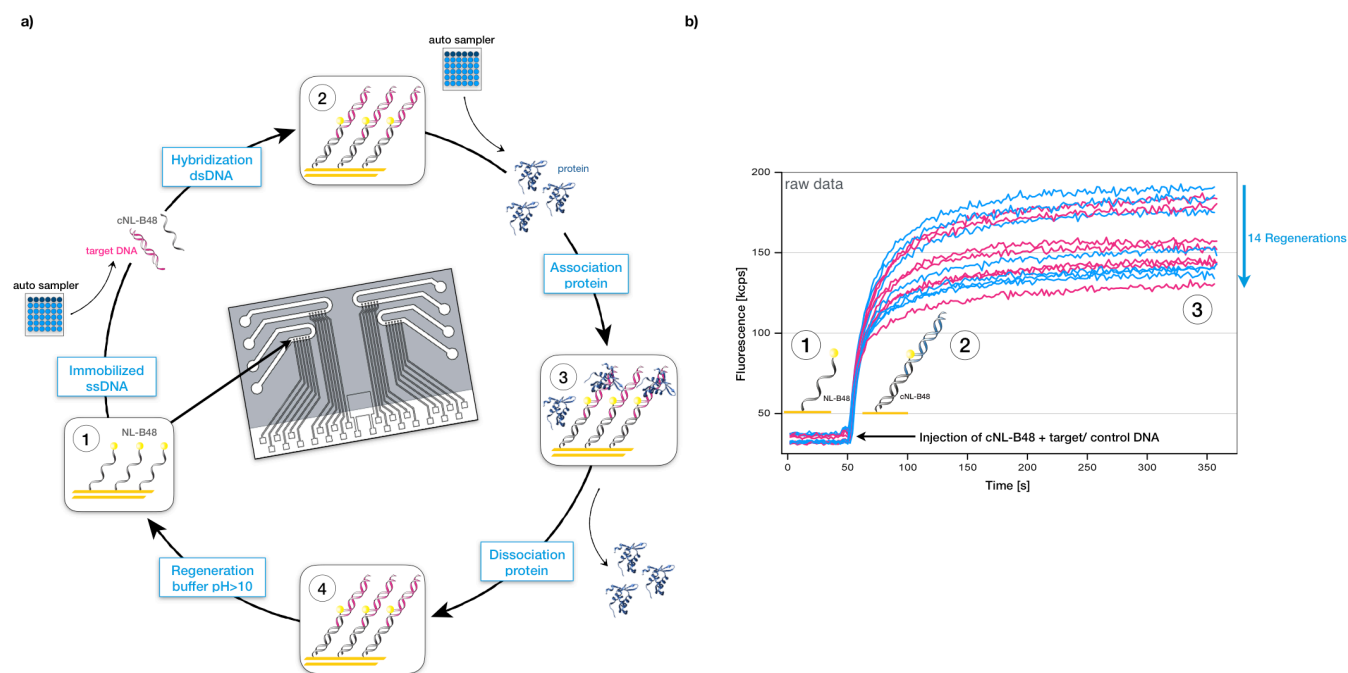 a)
auto sampler
2
Hybridization
dsDNA
protein
cNL-B48
target DNA
auto sampler
Association
protein
Immobilized
ssDNA
3
1
NL-B48
Dissociation
protein
Regeneration
buffer pH>10
4
b)
200
raw data
14 Regenerations
150
Fluorescence [kcps]
3
100
1
2
NL-B48
cNL-B48
50
Injection of cNL-B48 + target/ control DNA
0
50
100
150
200
250
300
350
Time [s]